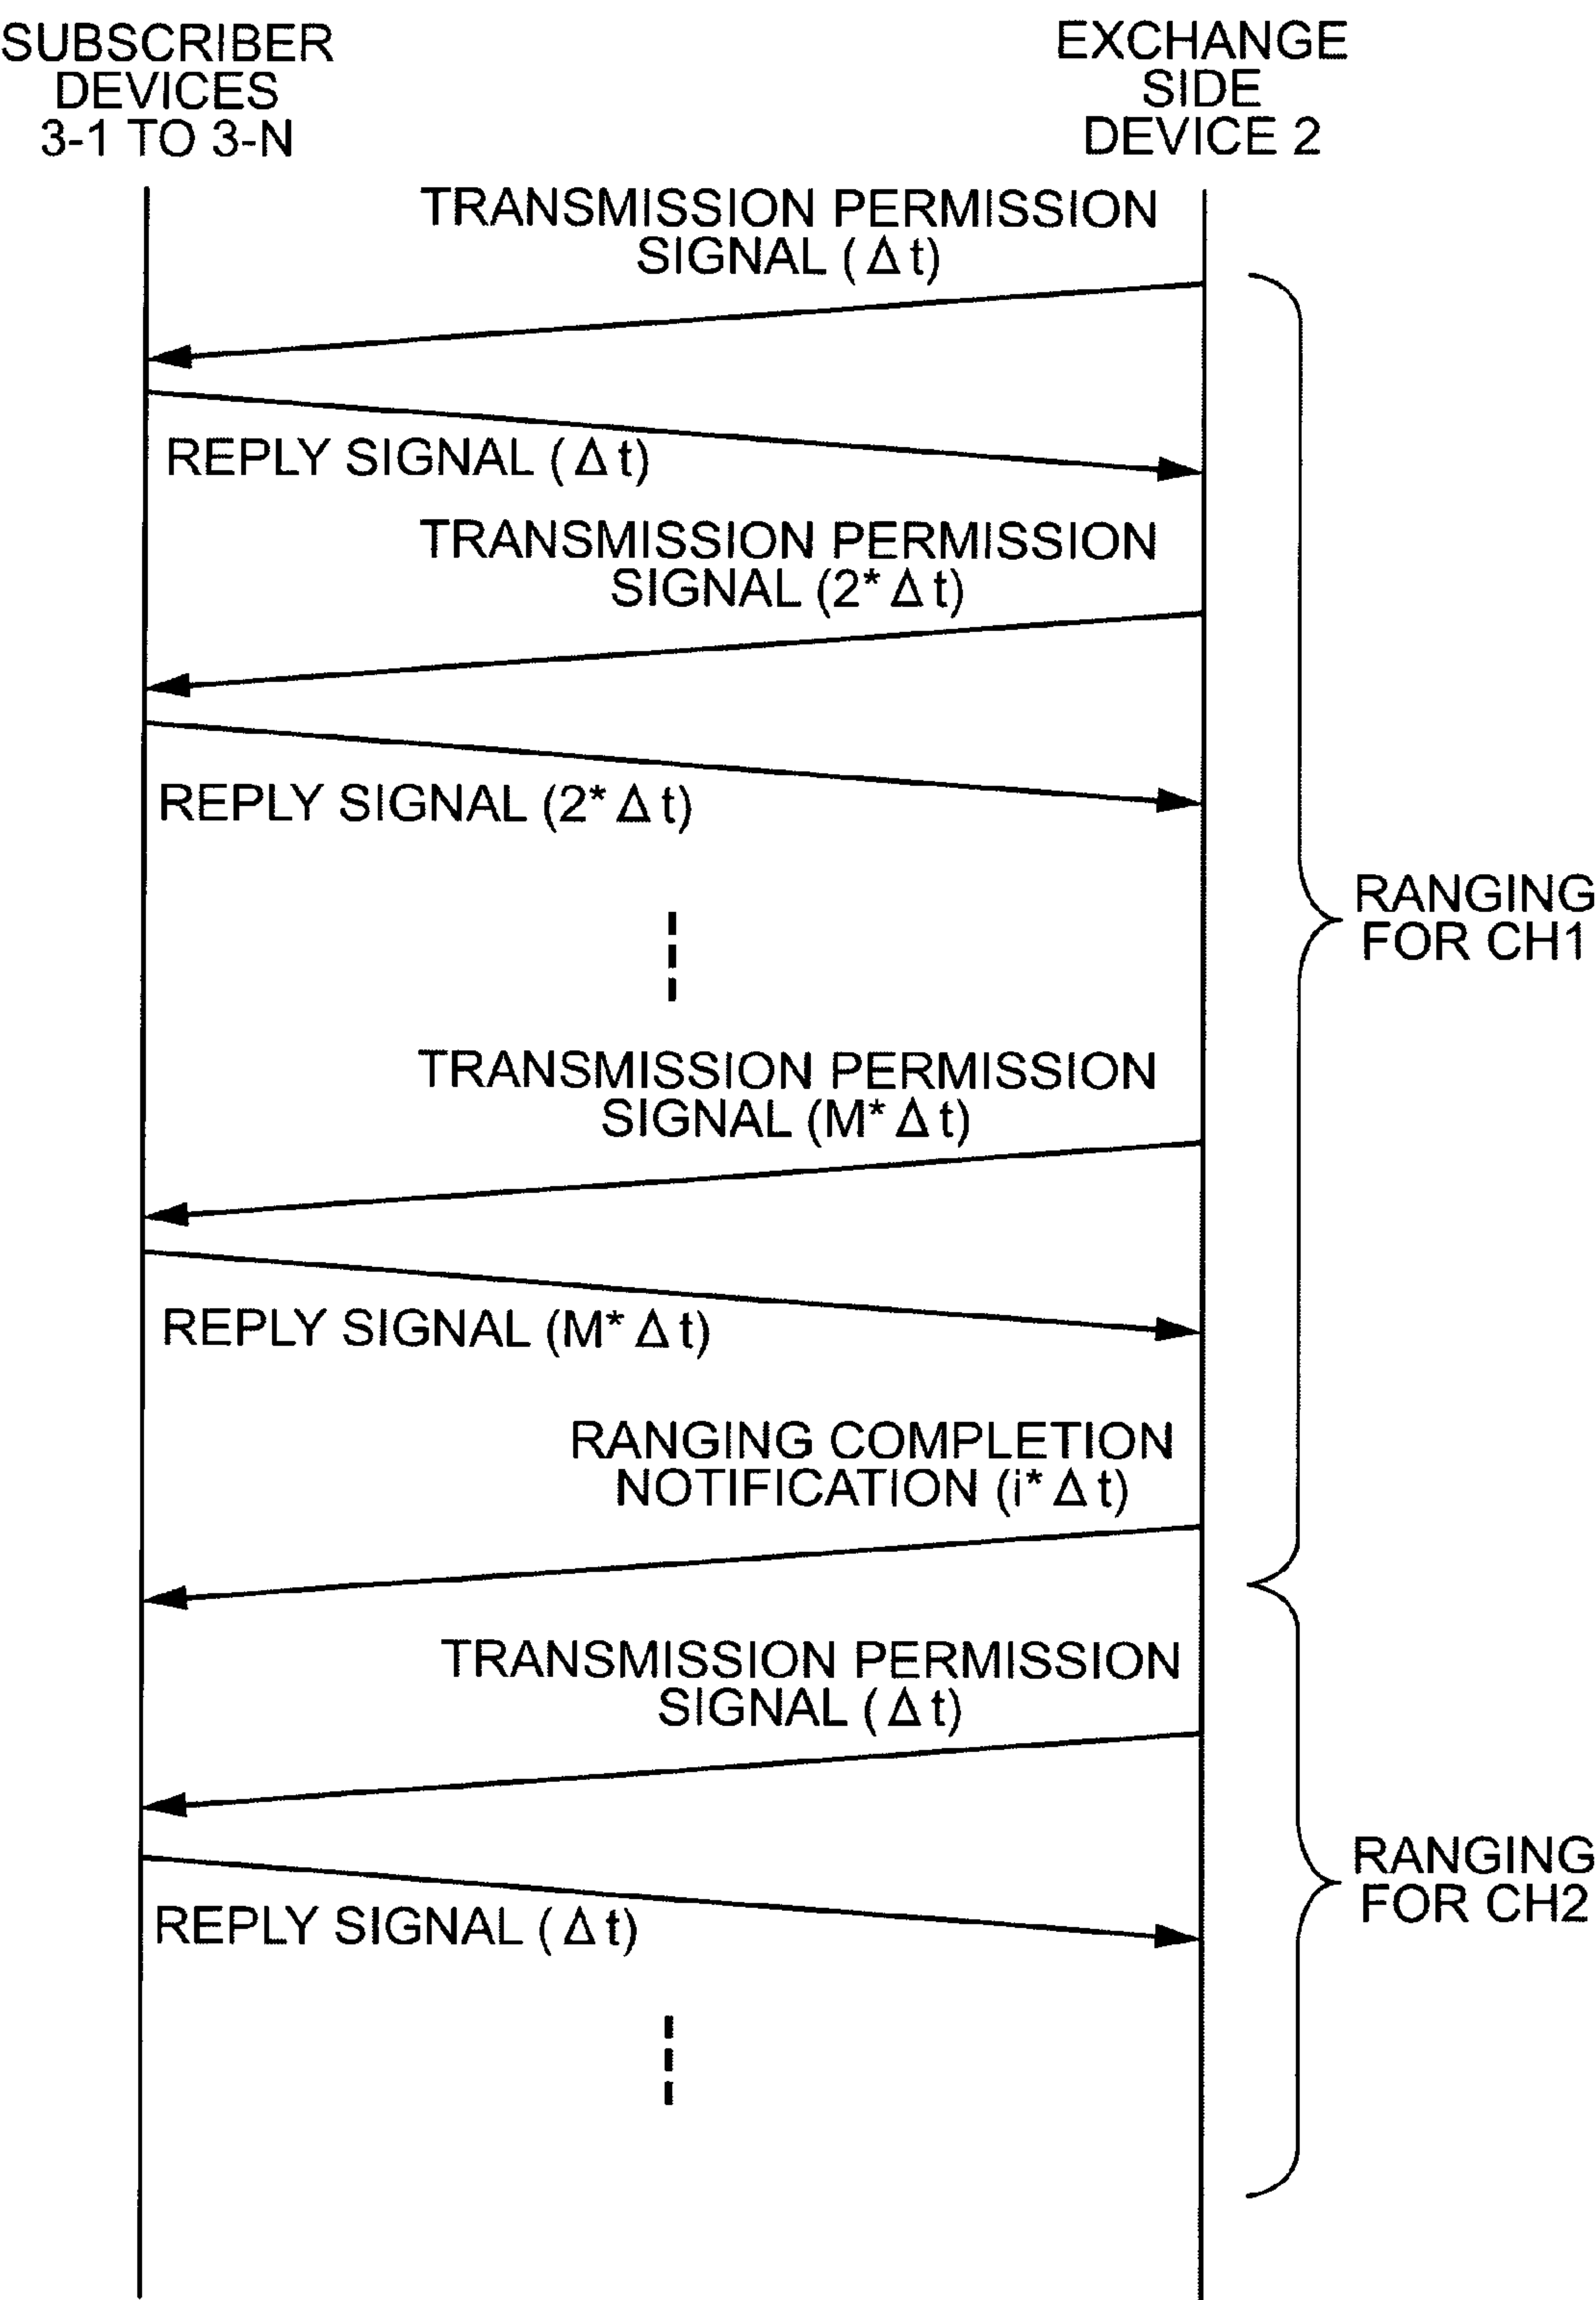 SUBSCRIBER
DEVICES
3-1 TO 3-N
EXCHANGE
SIDE
DEVICE 2
TRANSMISSION PERMISSION
SIGNAL (Δt)
REPLY SIGNAL (Δt)
TRANSMISSION PERMISSION
SIGNAL (2*Δt)
REPLY SIGNAL (2*Δt)
RANGING
FOR CH1
TRANSMISSION PERMISSION
SIGNAL (M*Δt)
REPLY SIGNAL (M*Δt)
RANGING COMPLETION
NOTIFICATION (i*Δt)
TRANSMISSION PERMISSION
SIGNAL (Δt)
REPLY SIGNAL (Δt)
RANGING
FOR CH2